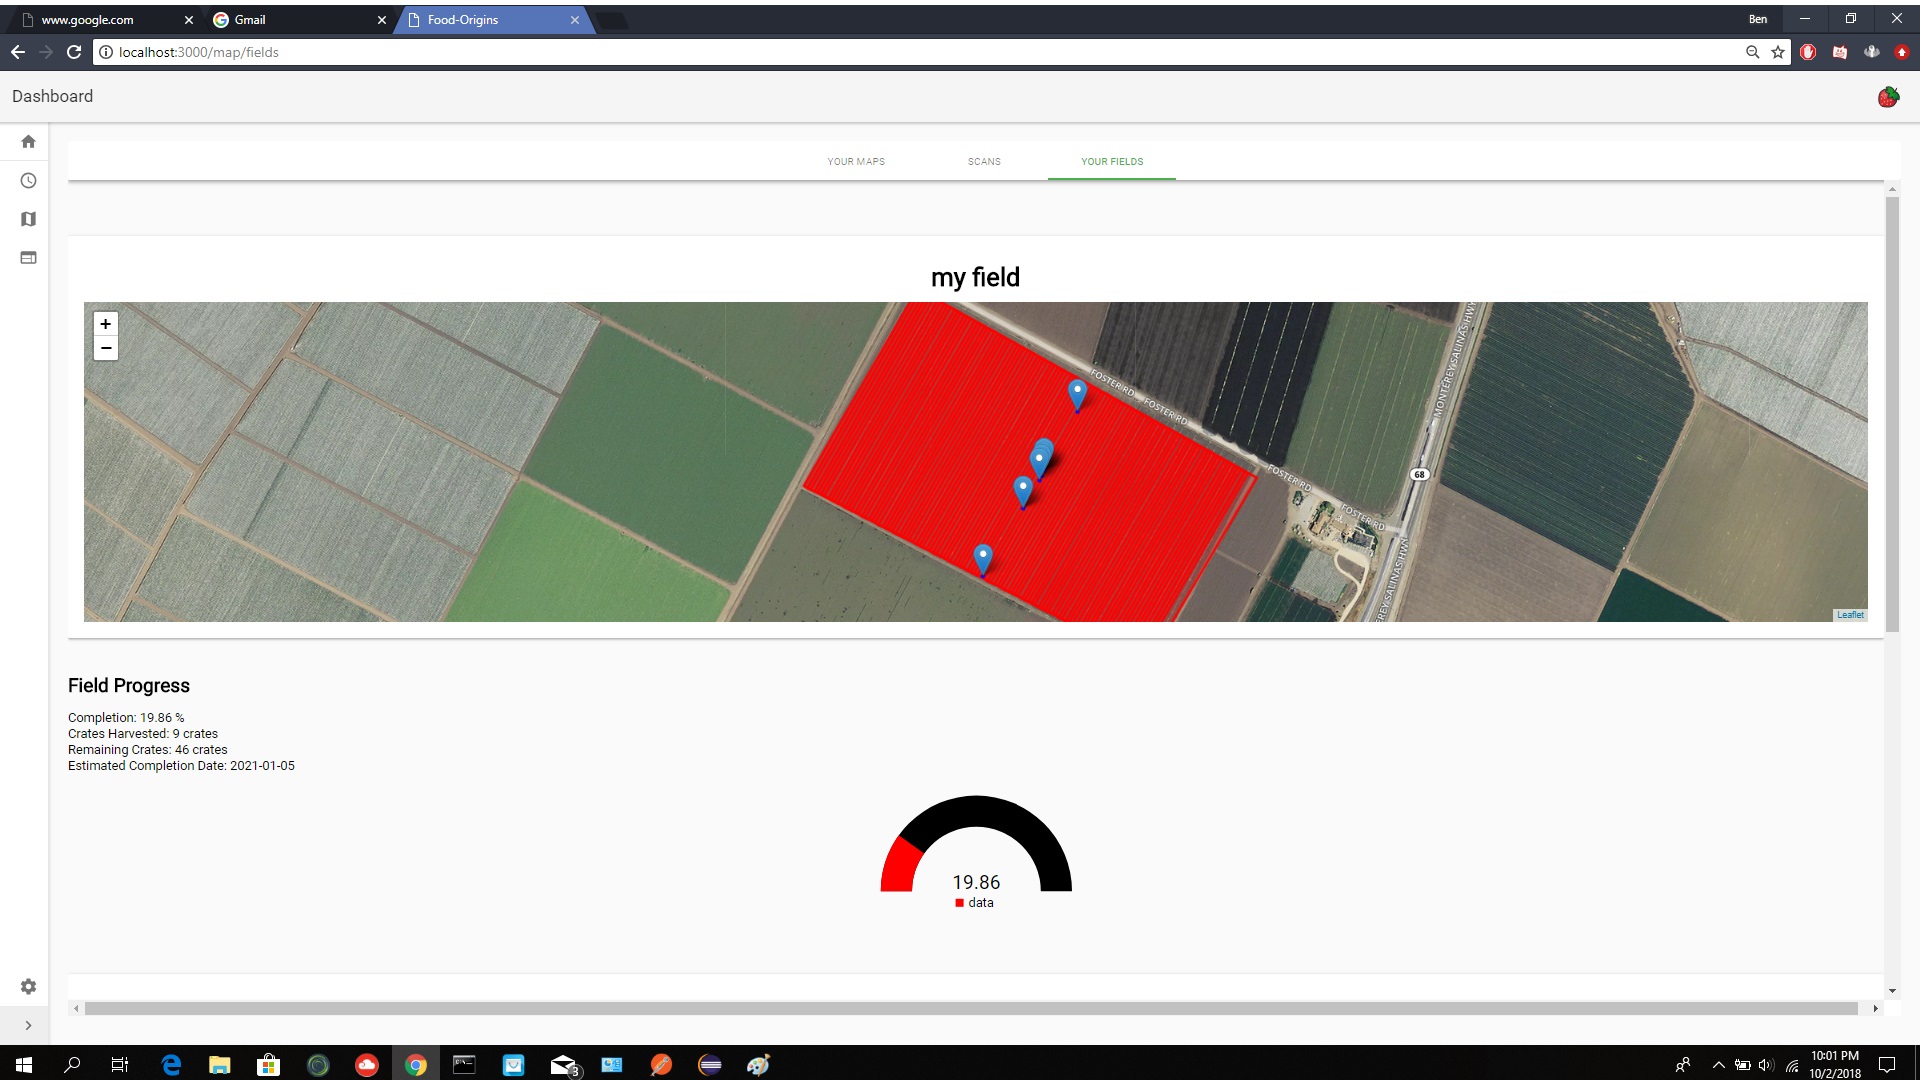 www.google.com
Gmail
Food-Origins
Ben
localhost:3000/map/fields
Dashboard
YOUR MAPS
SCANS
YOUR FIELDS
my field
+
−
FOSTER RD
FOSTER RD
FOSTER RD
FOSTER RD
MONTEREY SALINAS HWY
68
EREY SALINAS HWY
Leaflet
Field Progress
Completion: 19.86 %
Crates Harvested: 9 crates
Remaining Crates: 46 crates
Estimated Completion Date: 2021-01-05
19.86
data
3
10:01 PM
10/2/2018